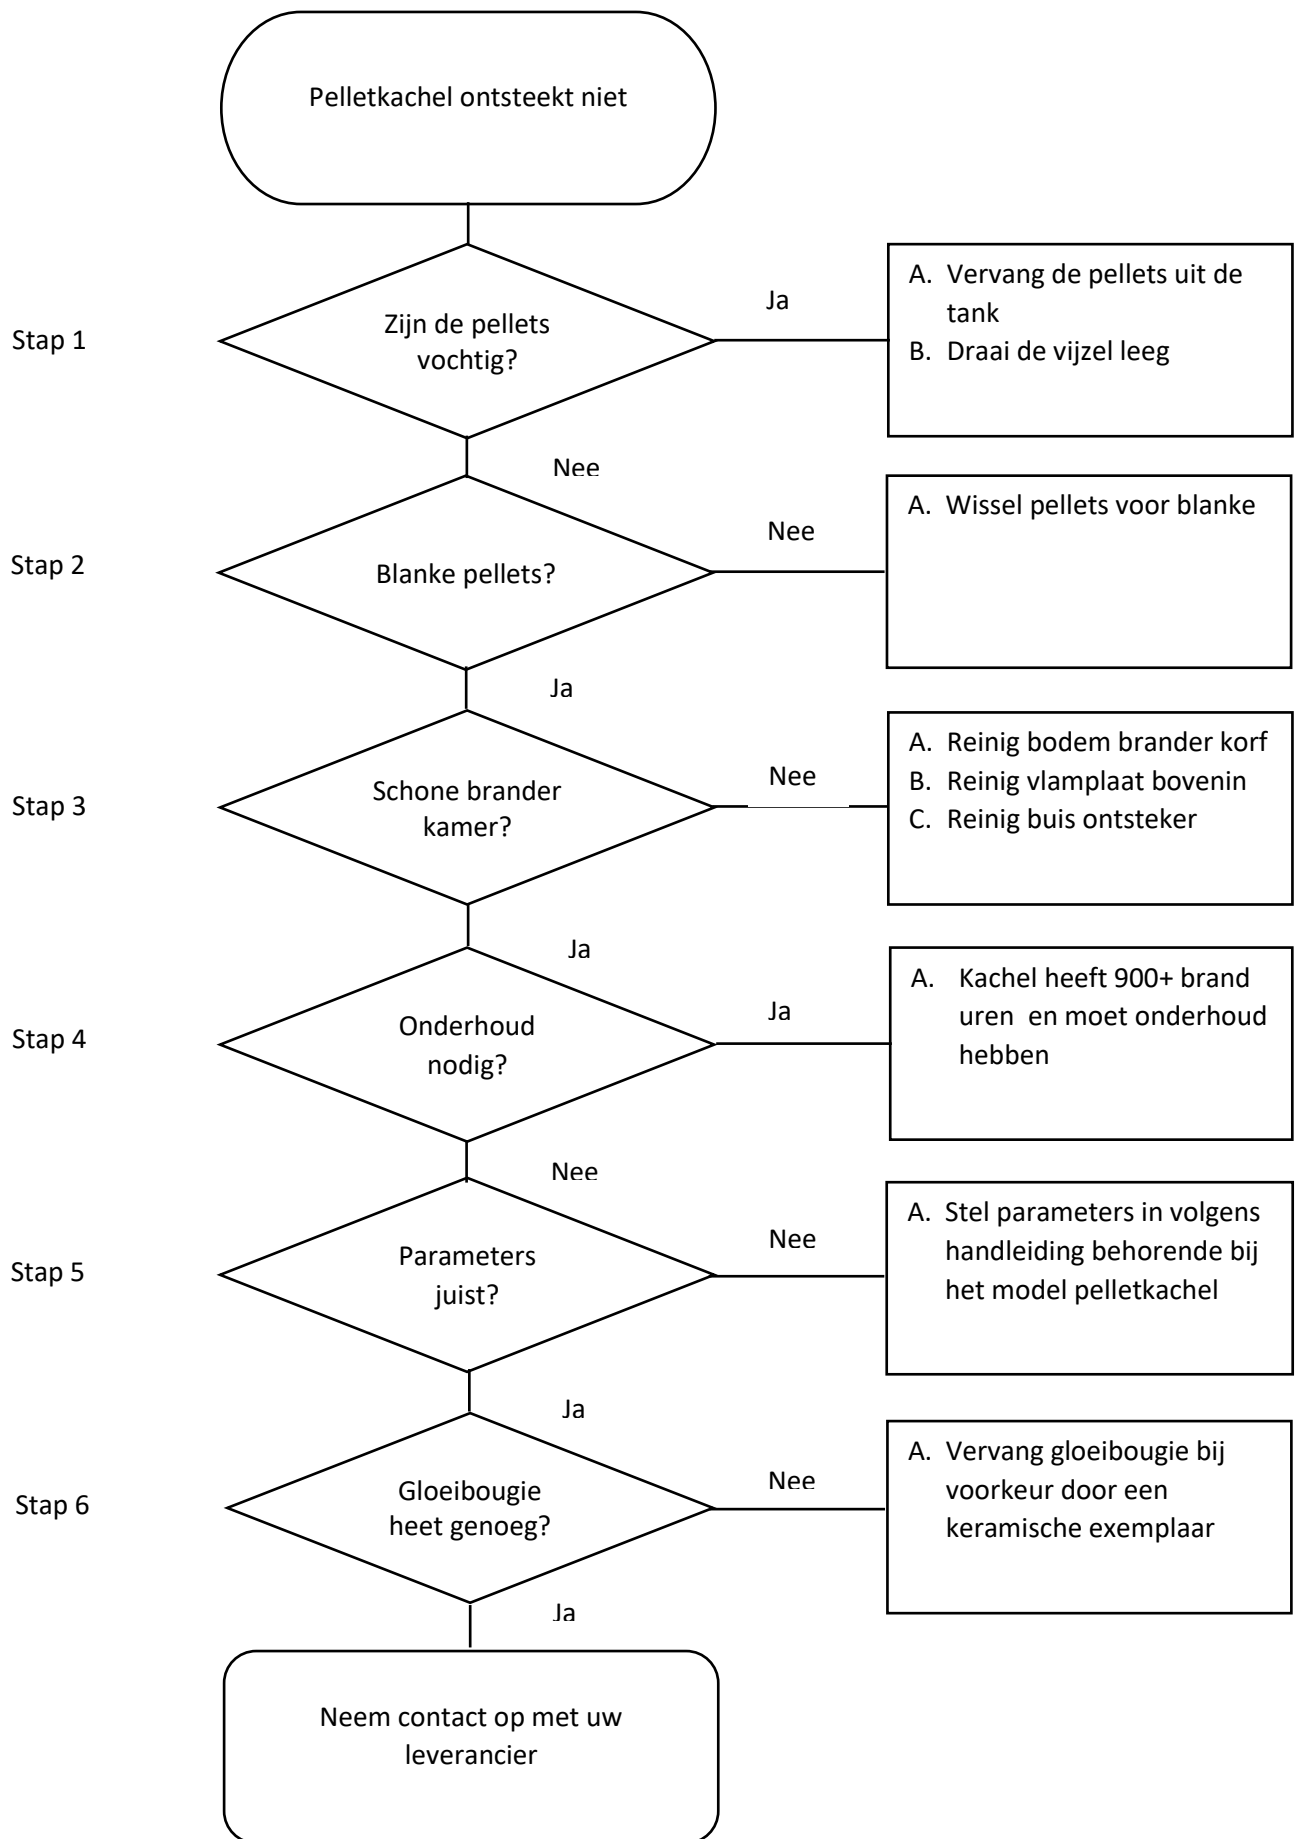 Pelletkachel ontsteekt niet
Stap 1
Zijn de pellets
vochtig?
Ja
A. Vervang de pellets uit de
tank
B. Draai de vijzel leeg
Nee
Stap 2
Blanke pellets?
Nee
A. Wissel pellets voor blanke
Ja
Stap 3
Schone brander
kamer?
Nee
A. Reinig bodem brander korf
B. Reinig vlamplaat bovenin
C. Reinig buis ontsteker
Ja
Stap 4
Onderhoud
nodig?
Ja
A. Kachel heeft 900+ brand
uren en moet onderhoud
hebben
Nee
Stap 5
Parameters
juist?
Nee
A. Stel parameters in volgens
handleiding behorende bij
het model pelletkachel
Ja
Stap 6
Gloeibougie
heet genoeg?
Nee
A. Vervang gloeibougie bij
voorkeur door een
keramische exemplaar
Ja
Neem contact op met uw
leverancier